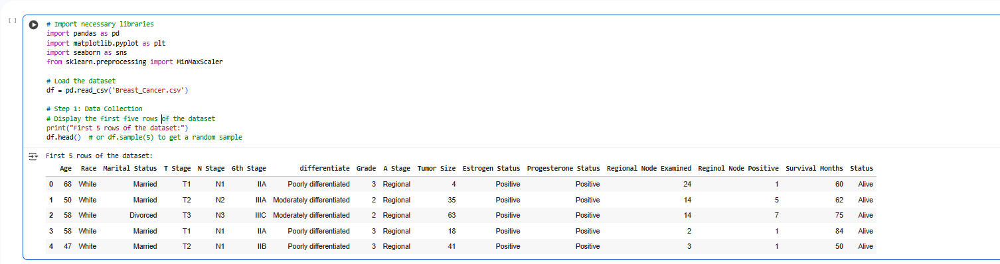 [ ]
# Import necessary libraries
import pandas as pd
import matplotlib.pyplot as plt
import seaborn as sns
from sklearn.preprocessing import MinMaxScaler
# Load the dataset
df = pd.read_csv('Breast_Cancer.csv')
# Step 1: Data Collection
# Display the first five rows of the dataset
print("First 5 rows of the dataset:")
df.head()  # or df.sample(5) to get a random sample
First 5 rows of the dataset:
Age Race Marital Status T Stage N Stage 6th Stage differentiate Grade A Stage Tumor Size Estrogen Status Progesterone Status Regional Node Examined Reginol Node Positive Survival Months Status
0 68 White Married T1 N1 IIA Poorly differentiated 3 Regional 4 Positive Positive 24 1 60 Alive
1 50 White Married T2 N2 IIIA Moderately differentiated 2 Regional 35 Positive Positive 14 5 62 Alive
2 58 White Divorced T3 N3 IIIC Moderately differentiated 2 Regional 63 Positive Positive 14 7 75 Alive
3 58 White Married T1 N1 IIA Poorly differentiated 3 Regional 18 Positive Positive 2 1 84 Alive
4 47 White Married T2 N1 IIB Poorly differentiated 3 Regional 41 Positive Positive 3 1 50 Alive